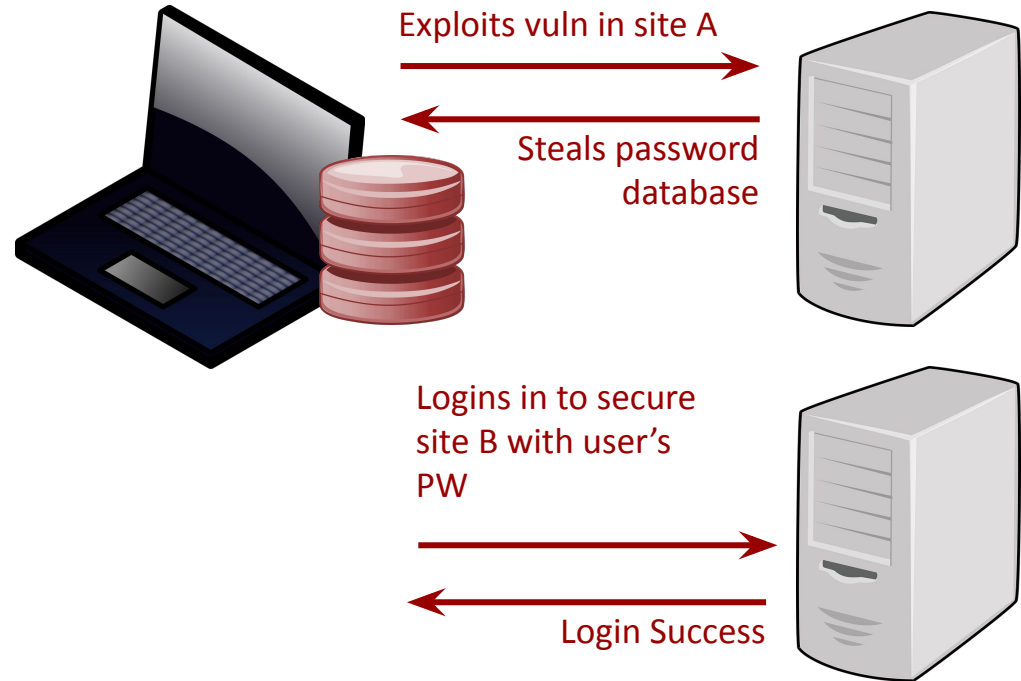 Exploits vuln in site A
Steals password
database
Logins in to secure
site B with user’s
PW
Login Success